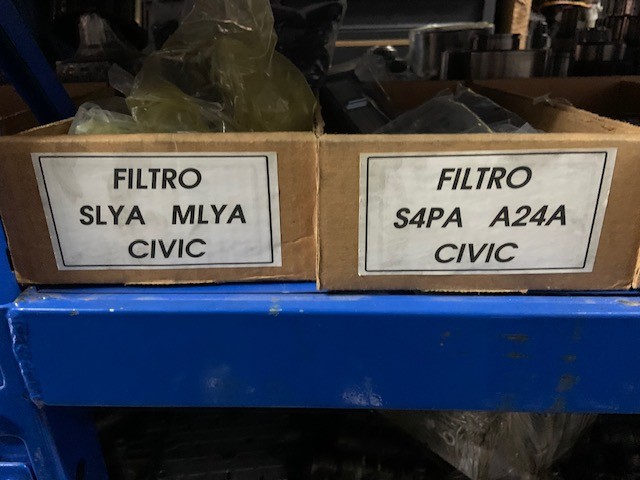 FILTRO
SLYA MLYA
CIVIC
FILTRO
S4PA A24A
CIVIC